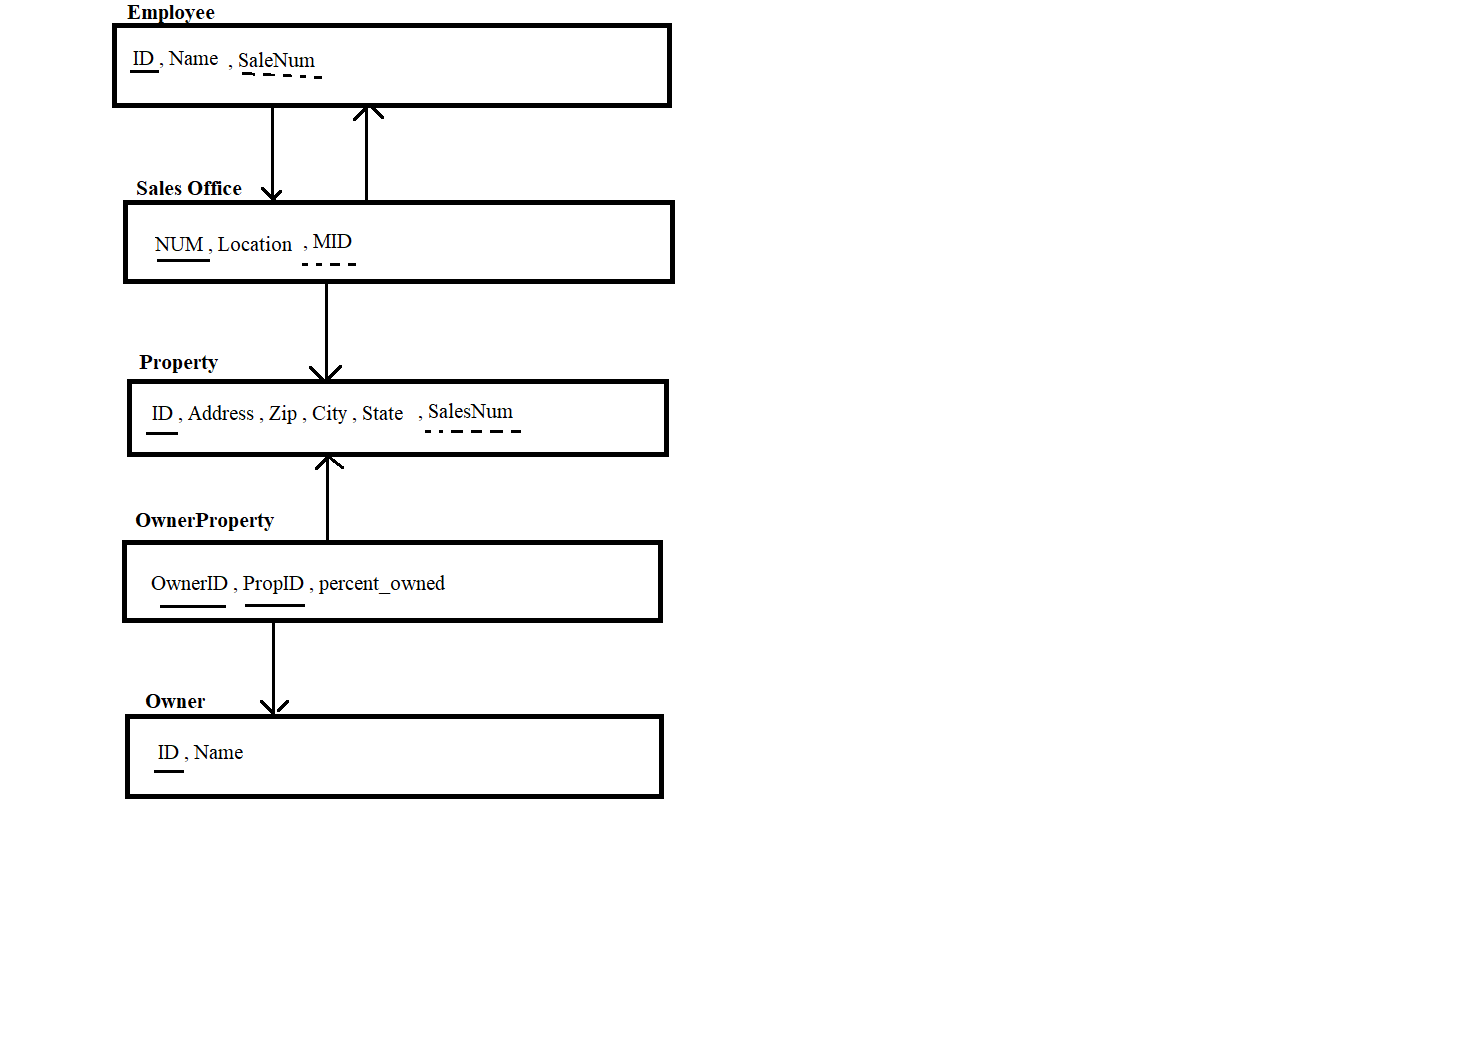 Employee
ID , Name , SaleNum
Sales Office
NUM , Location , MID
Property
ID , Address , Zip , City , State , SalesNum
OwnerProperty
OwnerID , PropID , percent_owned
Owner
ID , Name